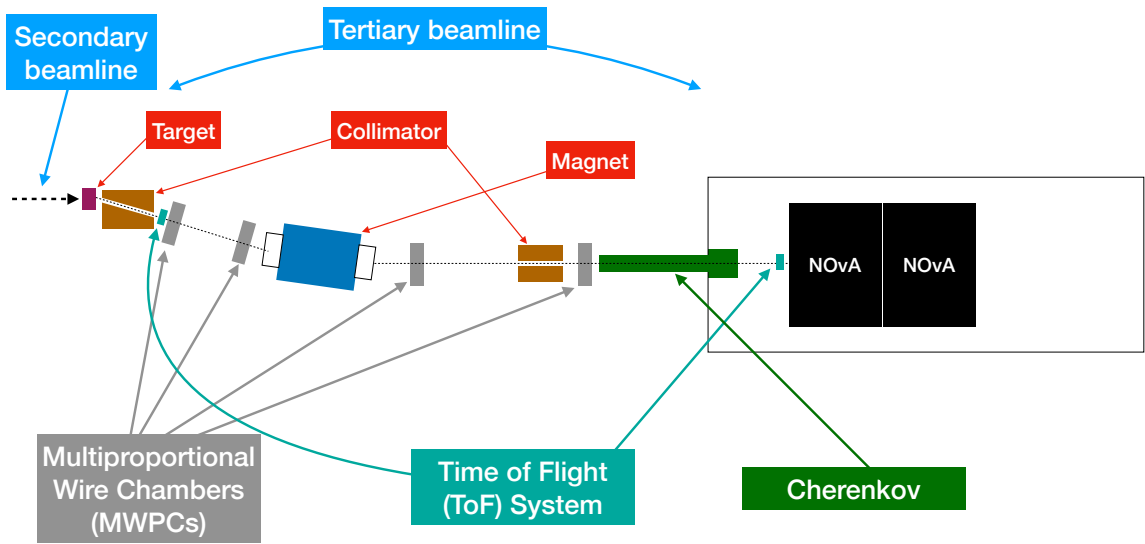 Secondary
beamline
Tertiary beamline
Target
Collimator
Magnet
NOvA
NOvA
Multiproportional
Wire Chambers
(MWPCs)
Time of Flight
(ToF) System
Cherenkov